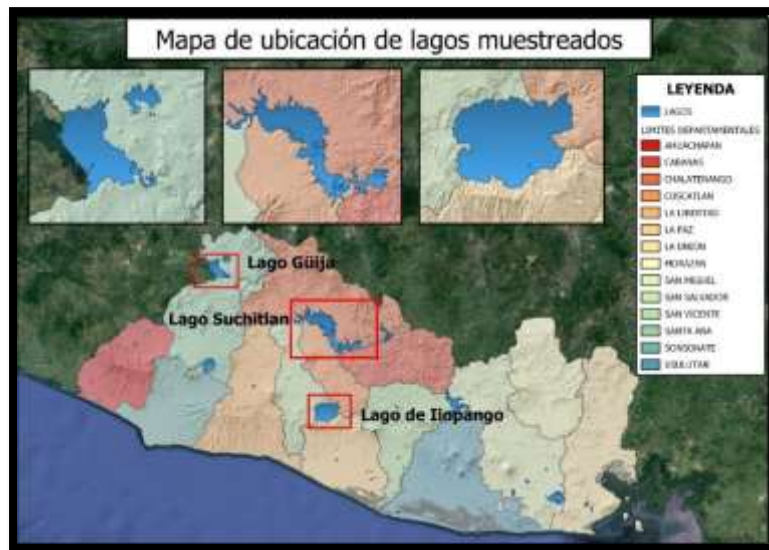 Mapa de ubicación de lagos muestreados
LEYENDA
LAGOS
LIMITES DEPARTAMENTALES
AHUACHAPAN
CABAÑAS
CHALATENANGO
CUSCATLAN
LA LIBERTAD
LA PAZ
LA UNION
MORAZAN
SAN MIGUEL
SAN SALVADOR
SAN VICENTE
SANTA ANA
SONSONATE
USULUTAN
Lago Güija
Lago Suchitlan
Lago de Ilopango